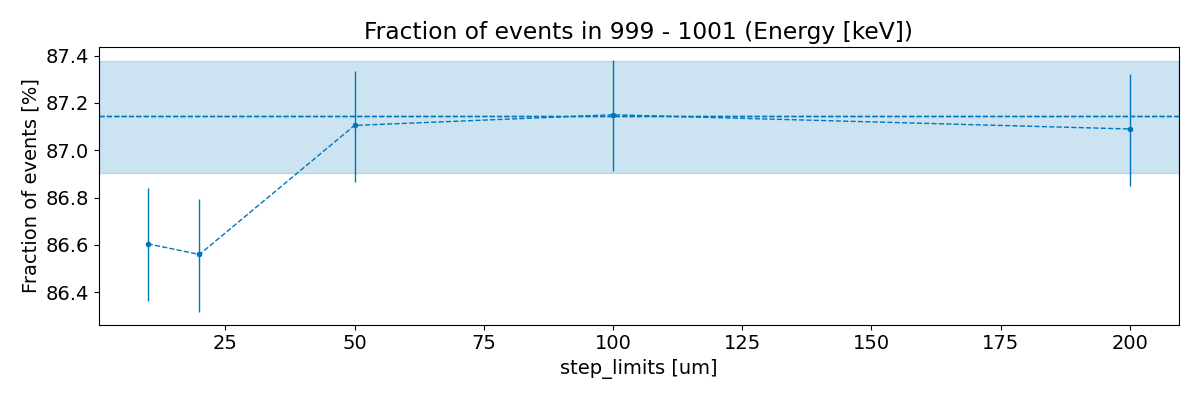 Fraction of events in 999 - 1001 (Energy [keV])
Fraction of events [%]
87.4
87.2
87.0
86.8
86.6
86.4
25 50 75 100 125 150 175 200
step_limits [um]